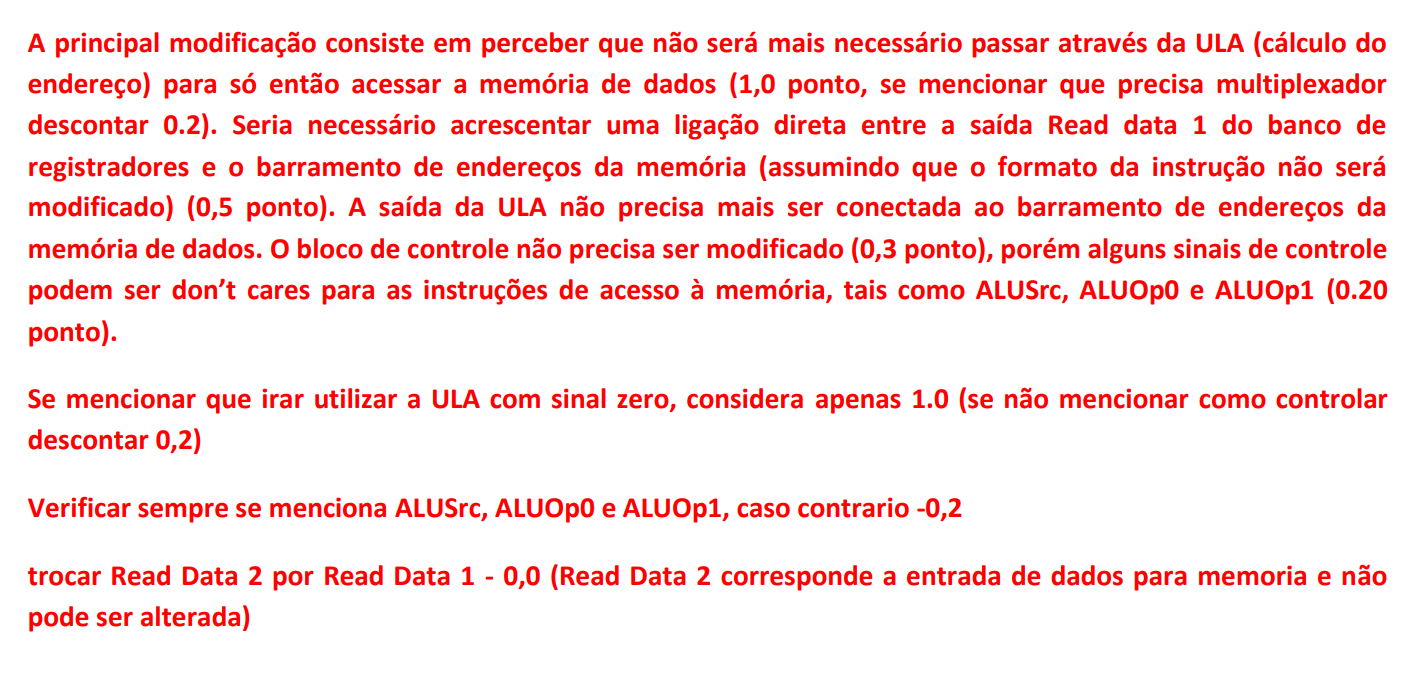 A principal modificação consiste em perceber que não será mais necessário passar através da ULA (cálculo do
endereço) para só então acessar a memória de dados (1,0 ponto, se mencionar que precisa multiplexador
descontar 0.2). Seria necessário acrescentar uma ligação direta entre a saída Read data 1 do banco de
registradores e o barramento de endereços da memória (assumindo que o formato da instrução não será
modificado) (0,5 ponto). A saída da ULA não precisa mais ser conectada ao barramento de endereços da
memória de dados. O bloco de controle não precisa ser modificado (0,3 ponto), porém alguns sinais de controle
podem ser don’t cares para as instruções de acesso à memória, tais como ALUSrc, ALUOp0 e ALUOp1 (0.20
ponto).
Se mencionar que irar utilizar a ULA com sinal zero, considera apenas 1.0 (se não mencionar como controlar
descontar 0,2)
Verificar sempre se menciona ALUSrc, ALUOp0 e ALUOp1, caso contrario -0,2
trocar Read Data 2 por Read Data 1 - 0,0 (Read Data 2 corresponde a entrada de dados para memoria e não
pode ser alterada)